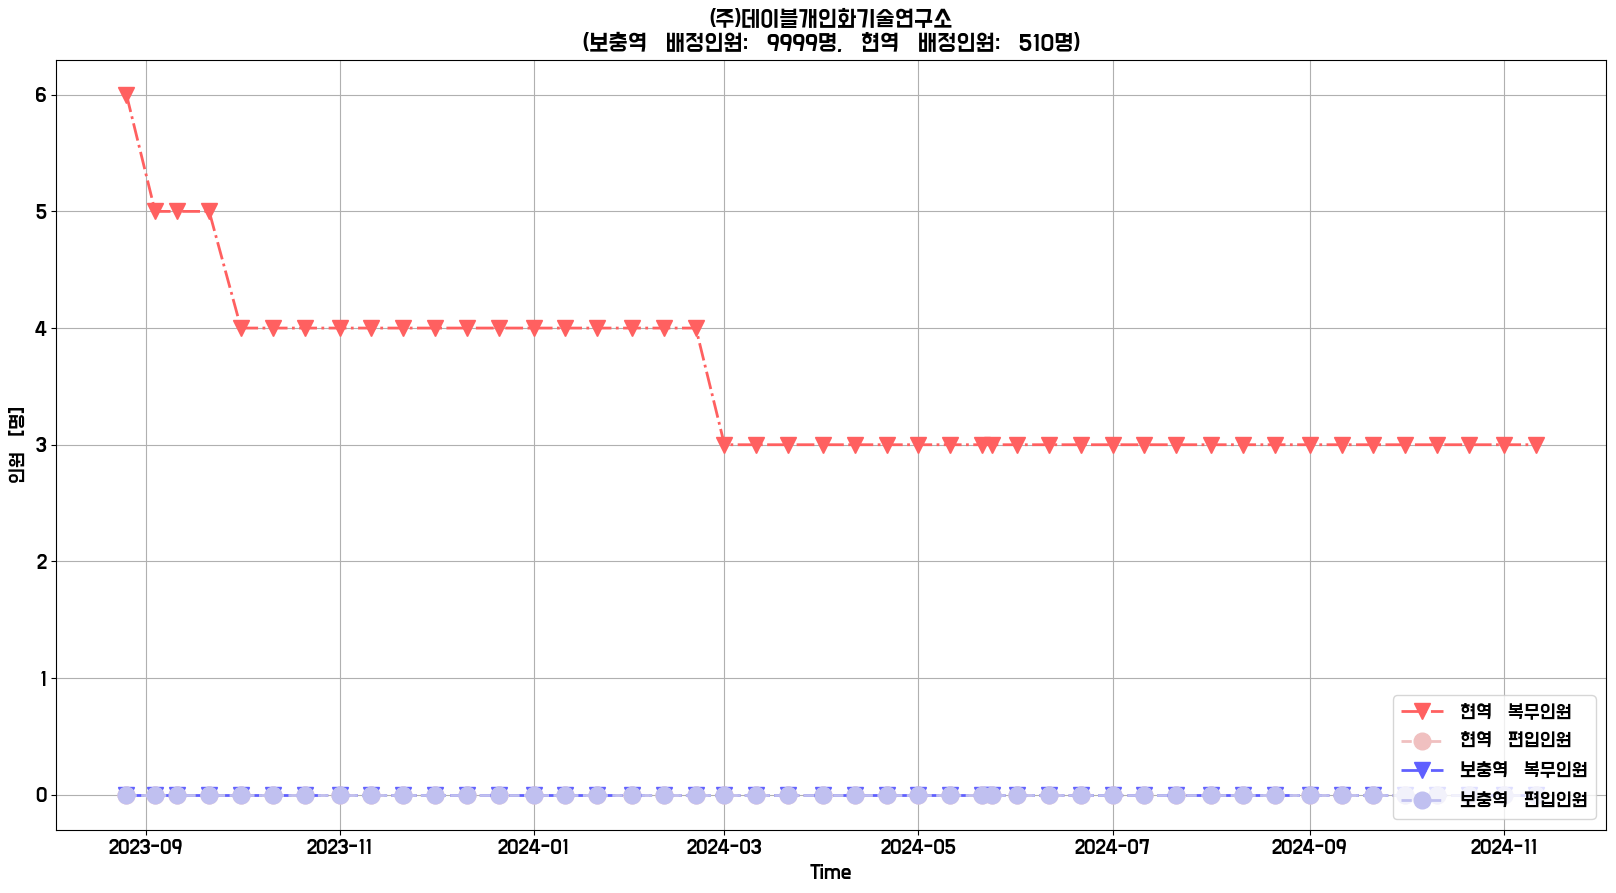 (주)데이블개인화기술연구소
(보충역 배정인원: 9999명, 현역 배정인원: 510명)
6
5
4
3
2
1
0
인원 [명]
현역 복무인원
현역 편입인원
보충역 복무인원
보충역 편입인원
2023-09 2023-11 2024-01 2024-03 2024-05 2024-07 2024-09 2024-11
Time